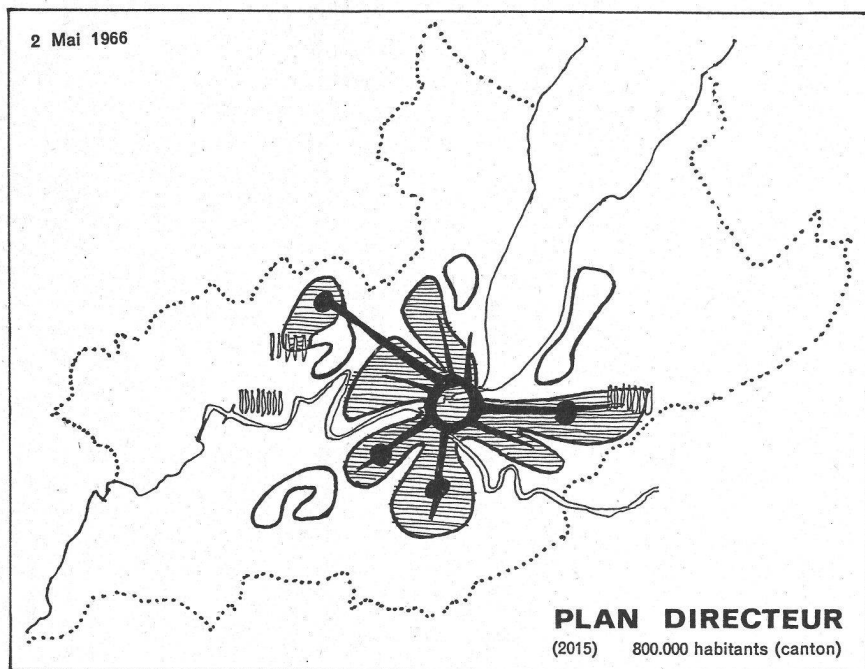 2 Mai 1966
PLAN DIRECTEUR
(2015) 800.000 habitants (canton)